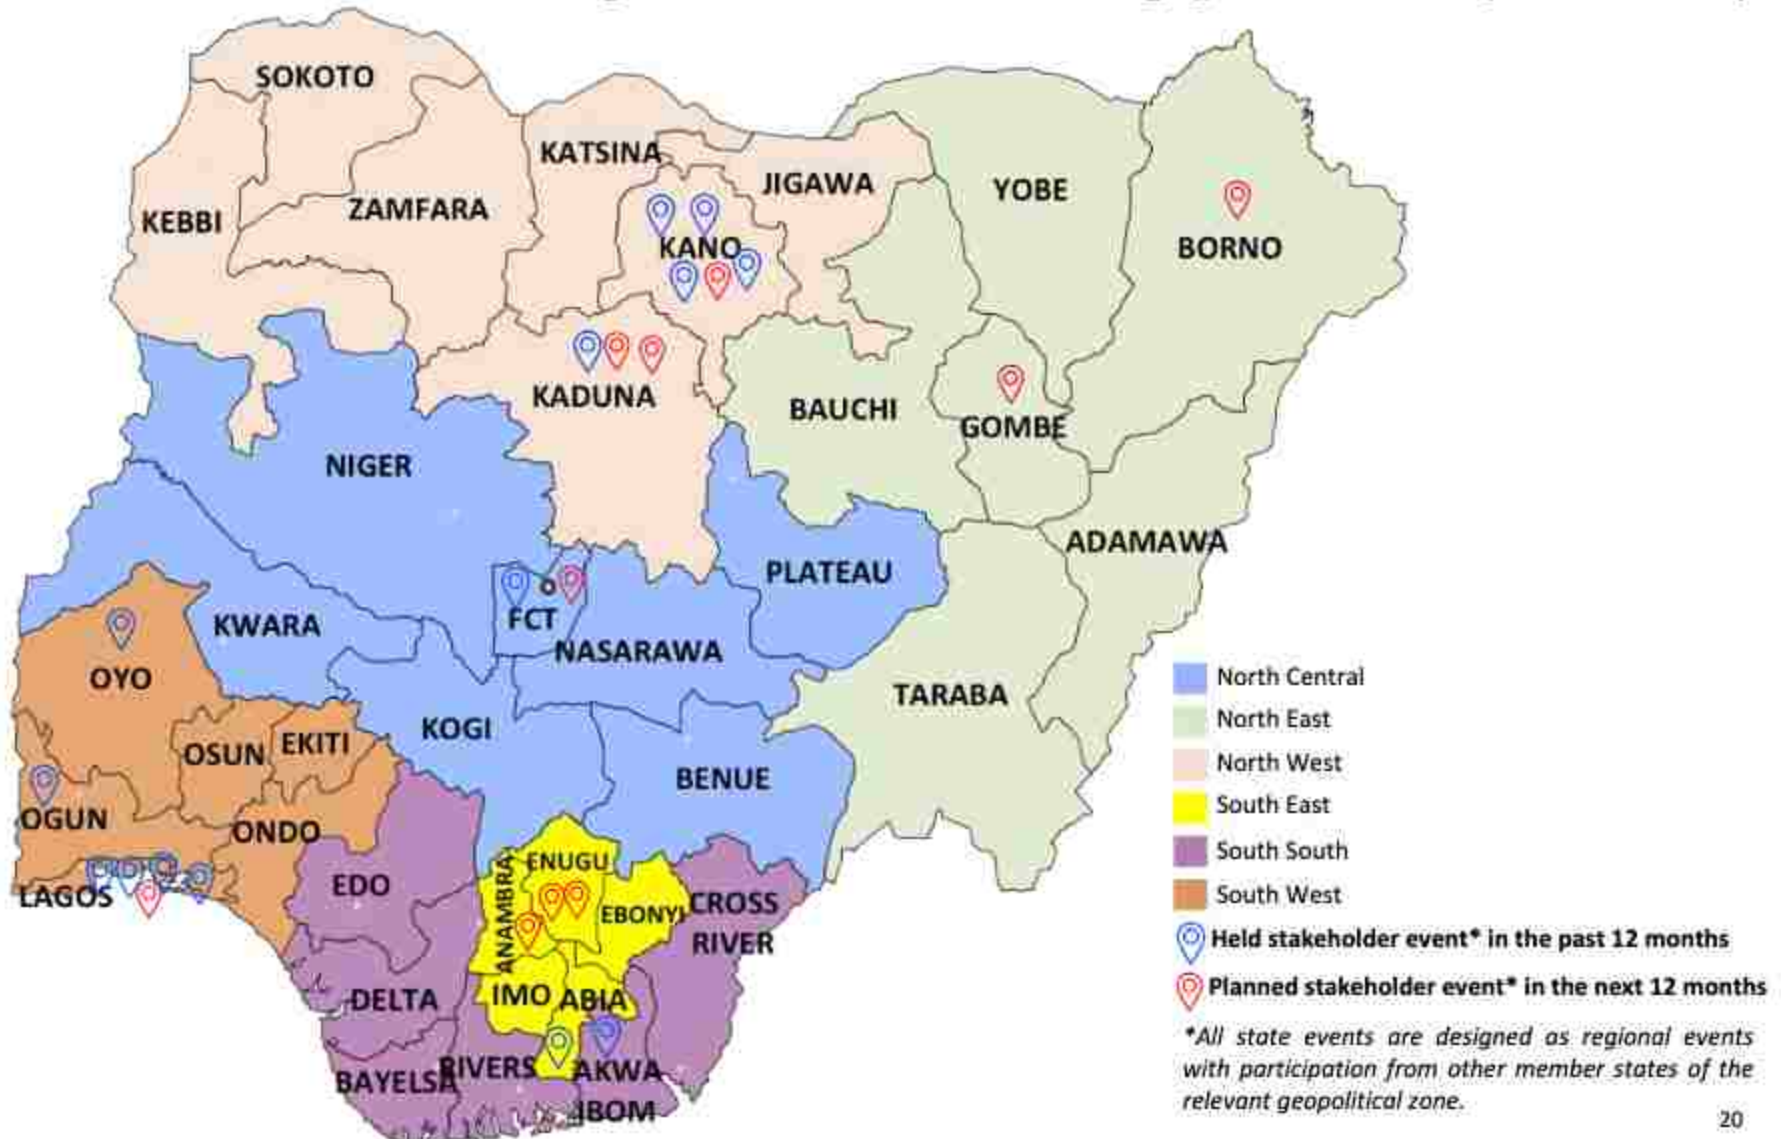 SOKOTO
KATSINA
JIGAWA
YOBE
KEBBI
ZAMFARA
KANO
BORNO
KADUNA
BAUCHI
GOMBE
NIGER
ADAMAWA
PLATEAU
FCT
KWARA
NASARAWA
OYO
TARABA
KOGI
OSUN
EKITI
BENUE
OGUN
ONDO
ENUGU
ANAMBRA
EDO
LAGOS
EBONYI
CROSS
RIVER
DELTA
IMO
ABIA
RIVERS
AKWA
IBOM
BAYELSA
North Central
North East
North West
South East
South South
South West
Held stakeholder event* in the past 12 months
Planned stakeholder event* in the next 12 months
*All state events are designed as regional events
with participation from other member states of the
relevant geopolitical zone.
20